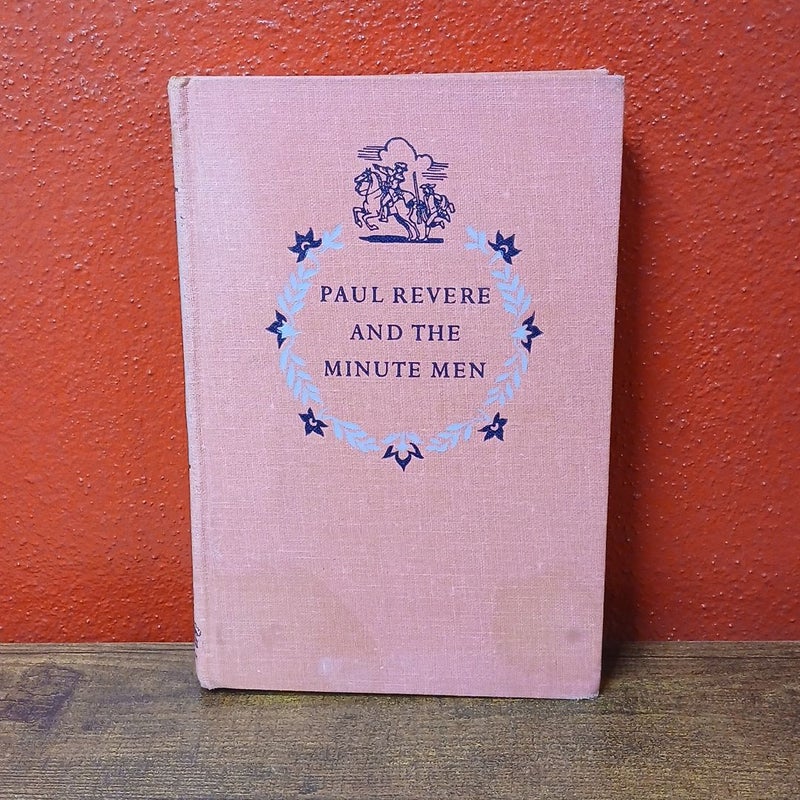 PAUL REVERE
AND THE
MINUTE MEN